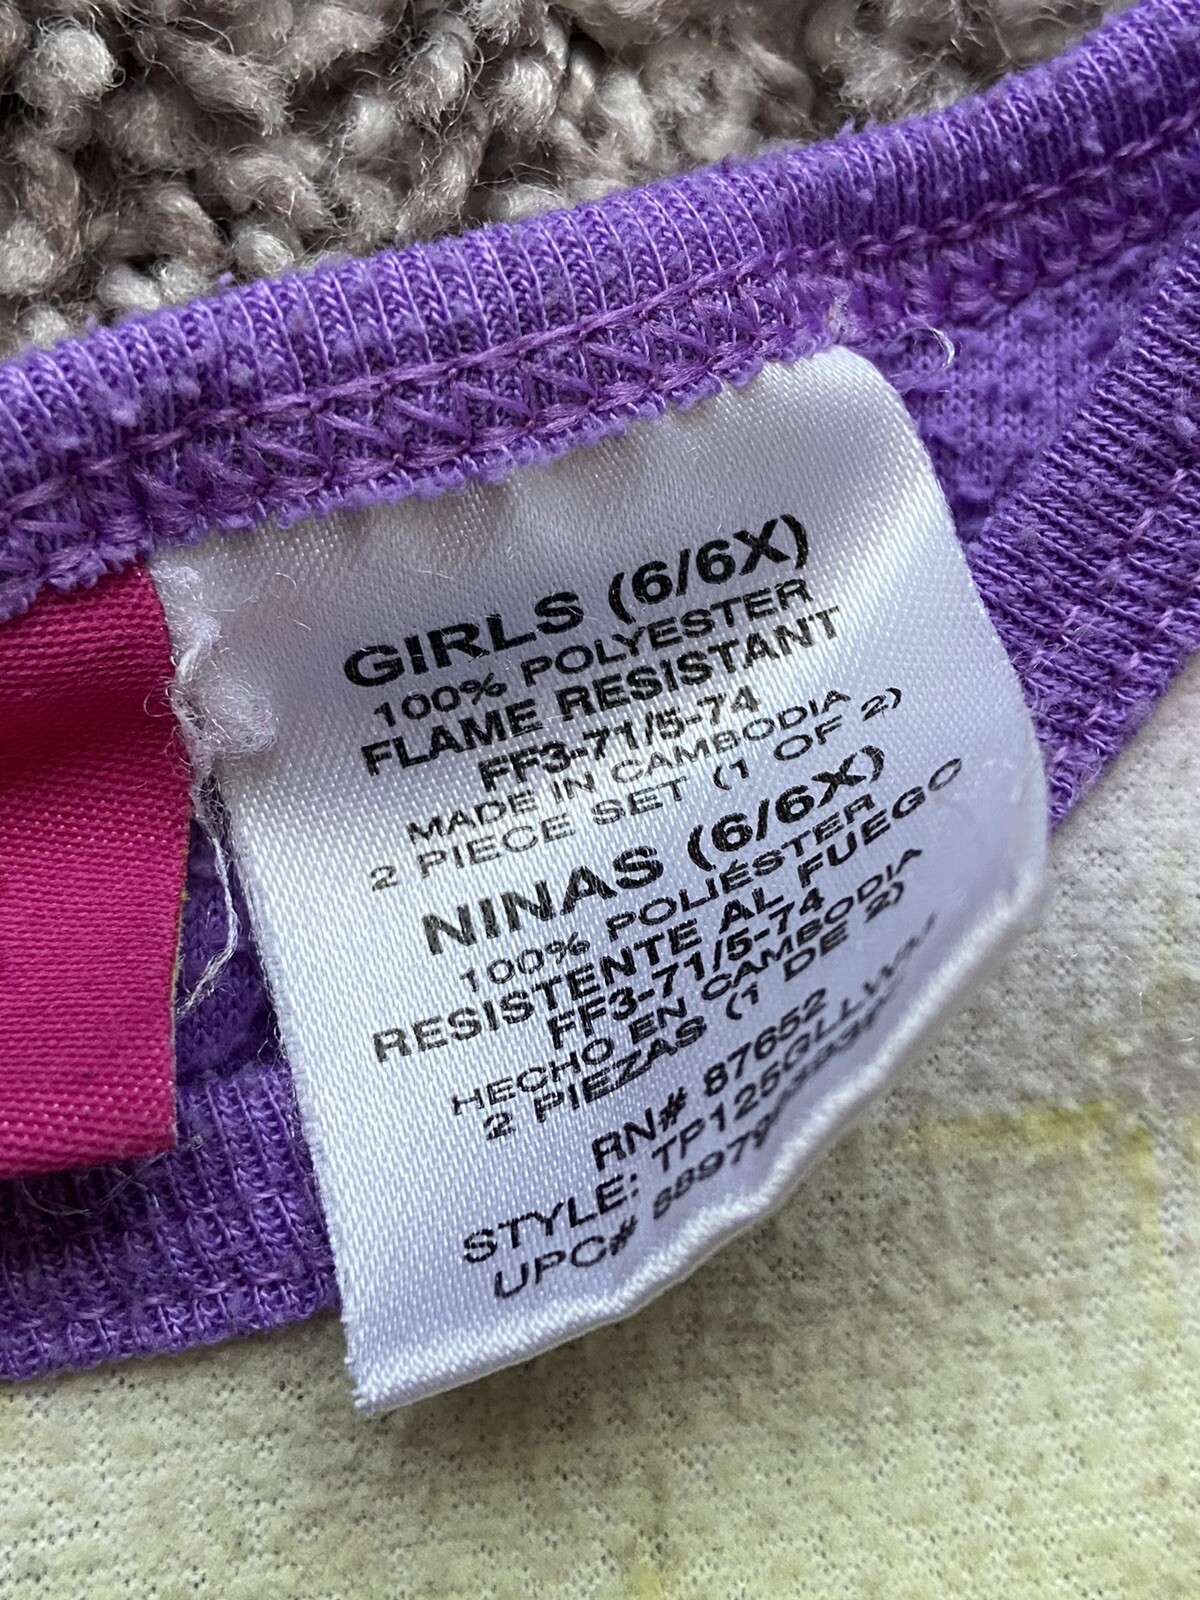 GIRLS (6/6X)
100% POLYESTER
FLAME RESISTANT
FF3-71/5-74
MADE IN CAMBODIA
2 PIECE SET (1 OF 2)
NINAS (6/6X)
100% POLIÉSTER
RESISTENTE AL FUEGO
FF3-71/5-74
HECHO EN CAMBODIA
2 PIEZAS (1 DE 2)
RN# 87652
STYLE:
UPC#